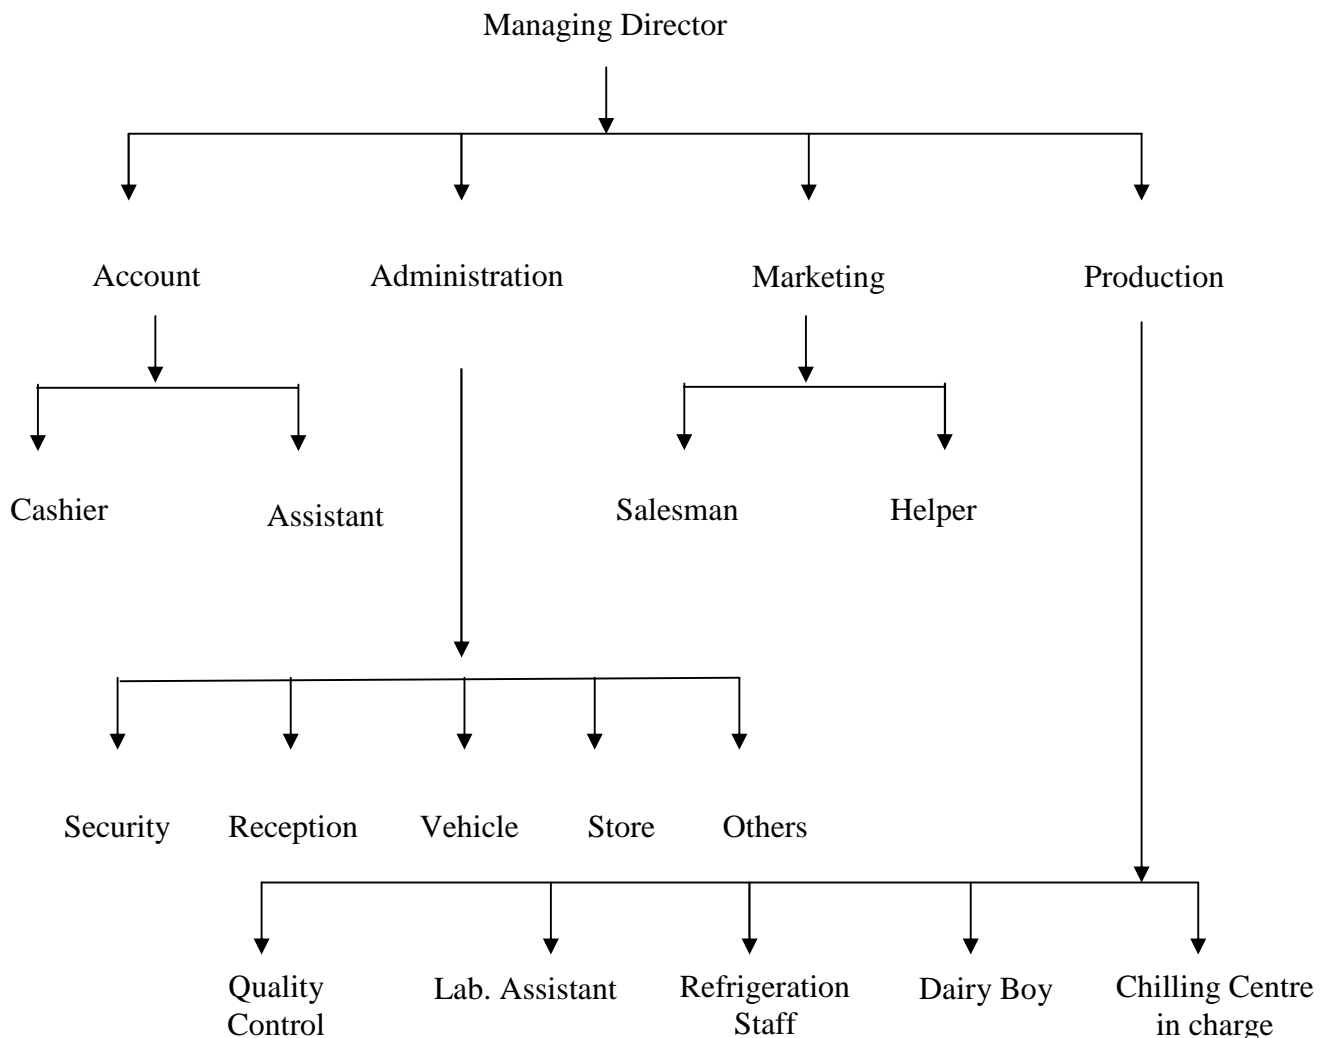 Managing Director
Account
Administration
Marketing
Production
Cashier
Assistant
Salesman
Helper
Security
Reception
Vehicle
Store
Others
Quality
Control
Lab. Assistant
Refrigeration
Staff
Dairy Boy
Chilling Centre
in charge